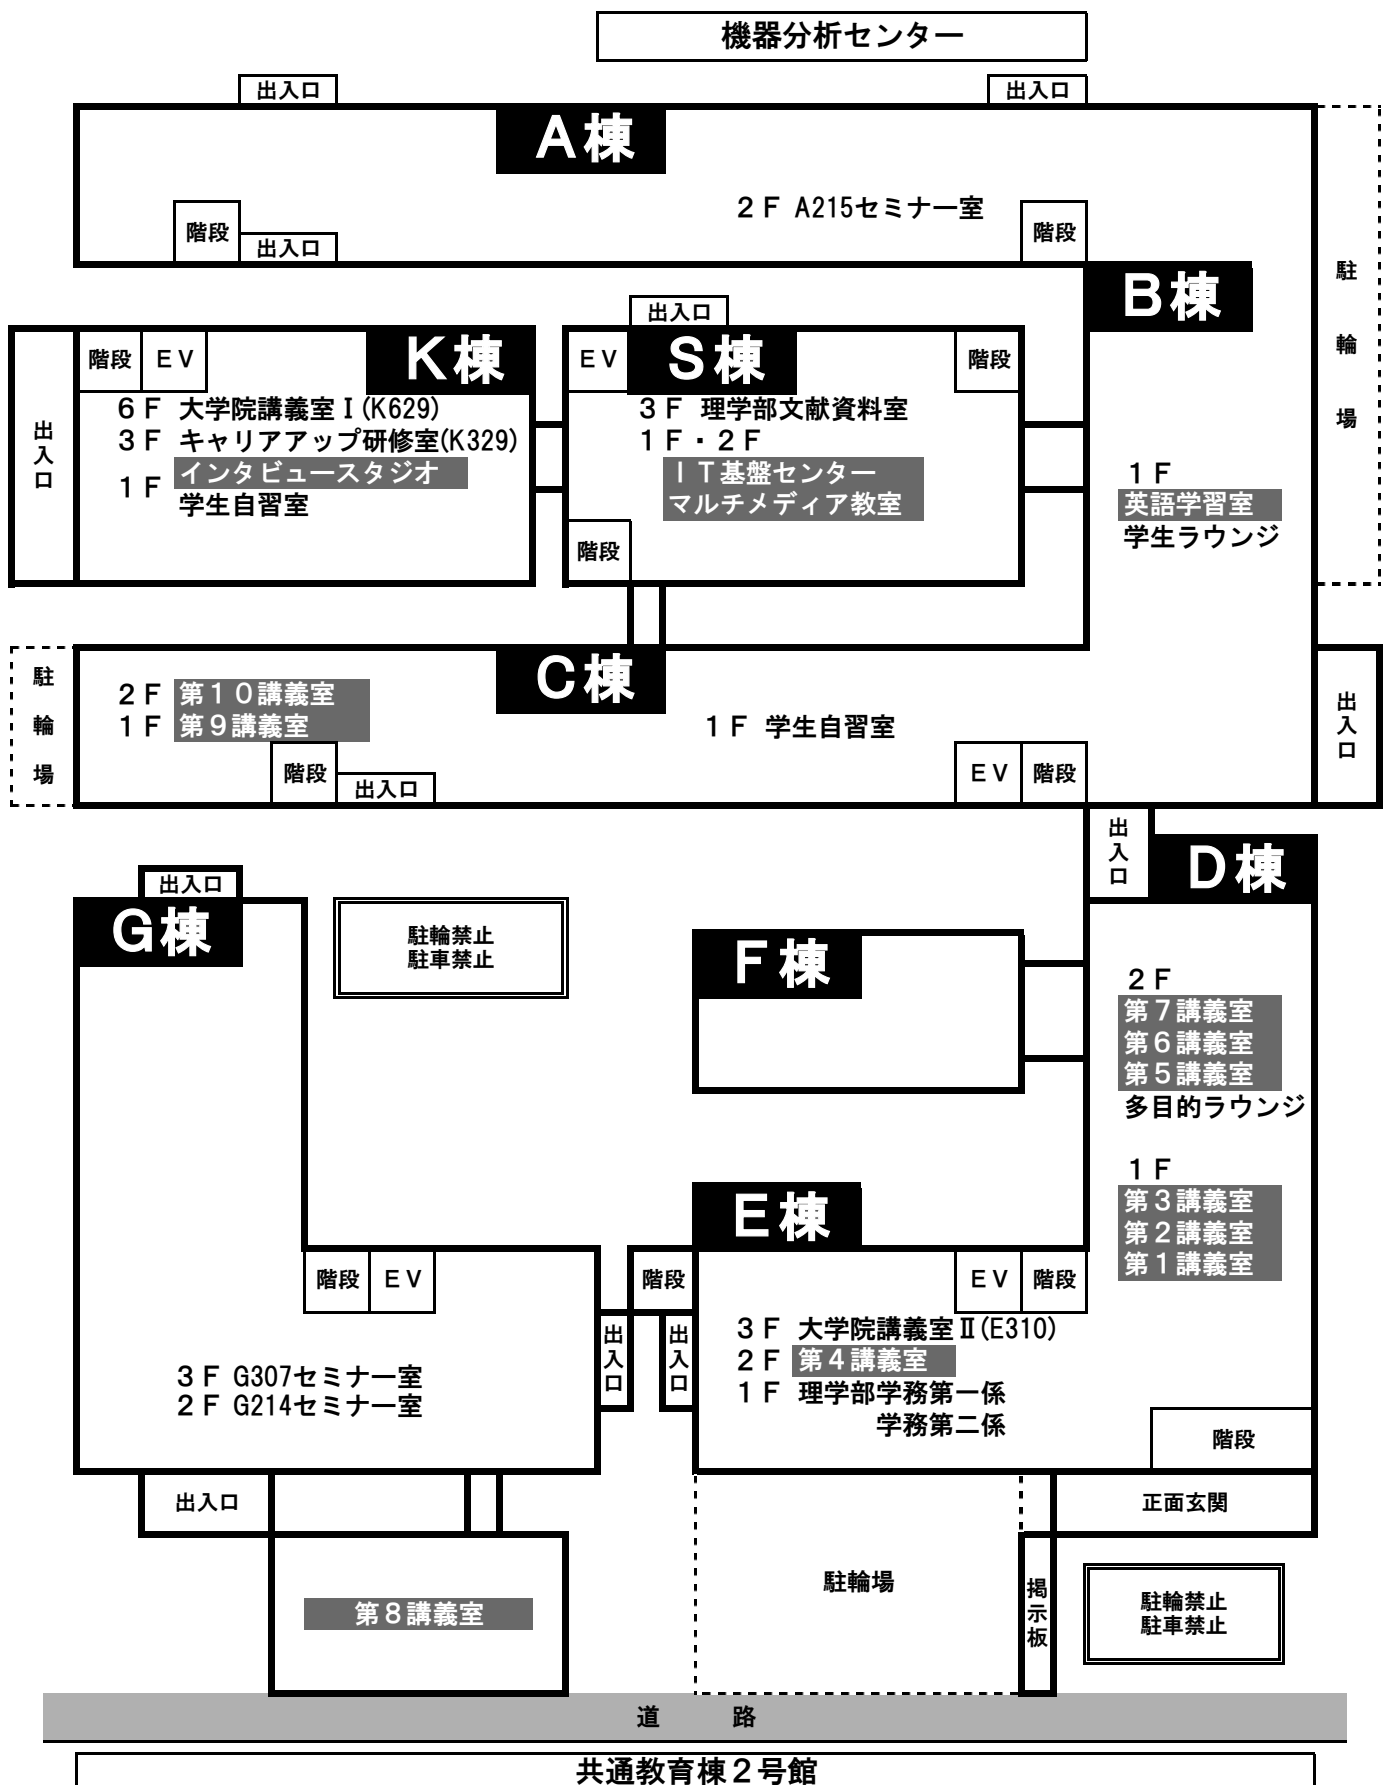 機器分析センター
出入口
出入口
A棟
2F A215セミナー室
階段
出入口
階段
駐輪場
B棟
出入口
階段
EV
K棟
EV
S棟
階段
6F 大学院講義室Ⅰ(K629)
3F キャリアアップ研修室(K329)
1F
インタビュースタジオ
学生自習室
出入口
3F 理学部文献資料室
1F・2F
IT基盤センター
マルチメディア教室
階段
1F
英語学習室
学生ラウンジ
駐輪場
C棟
2F 第10講義室
1F 第9講義室
1F 学生自習室
階段
出入口
EV
階段
出入口
出入口
D棟
出入口
G棟
駐輪禁止
駐車禁止
F棟
2F
第7講義室
第6講義室
第5講義室
多目的ラウンジ
1F
第3講義室
第2講義室
第1講義室
E棟
階段
EV
階段
EV
階段
出入口
出入口
3F 大学院講義室Ⅱ(E310)
2F 第4講義室
1F 理学部学務第一係
学務第二係
3F G307セミナー室
2F G214セミナー室
階段
出入口
正面玄関
駐輪場
掲示板
駐輪禁止
駐車禁止
第8講義室
道 路
共通教育棟2号館